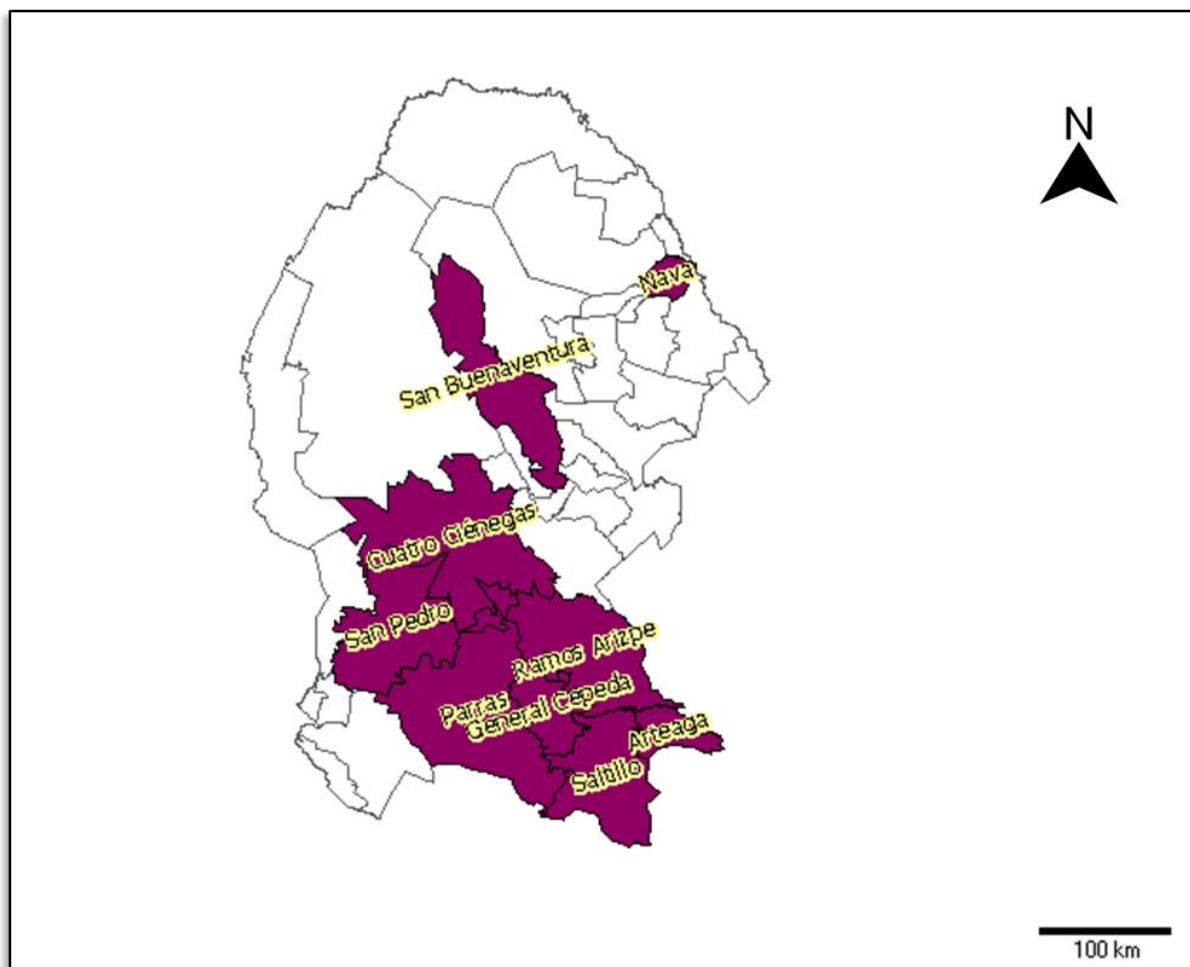 N
Nava
San Buenaventura
Cuatro Ciénegas
San Pedro
Ramos Arizpe
Parras
General Cepeda
Arteaga
Saltillo
100 km